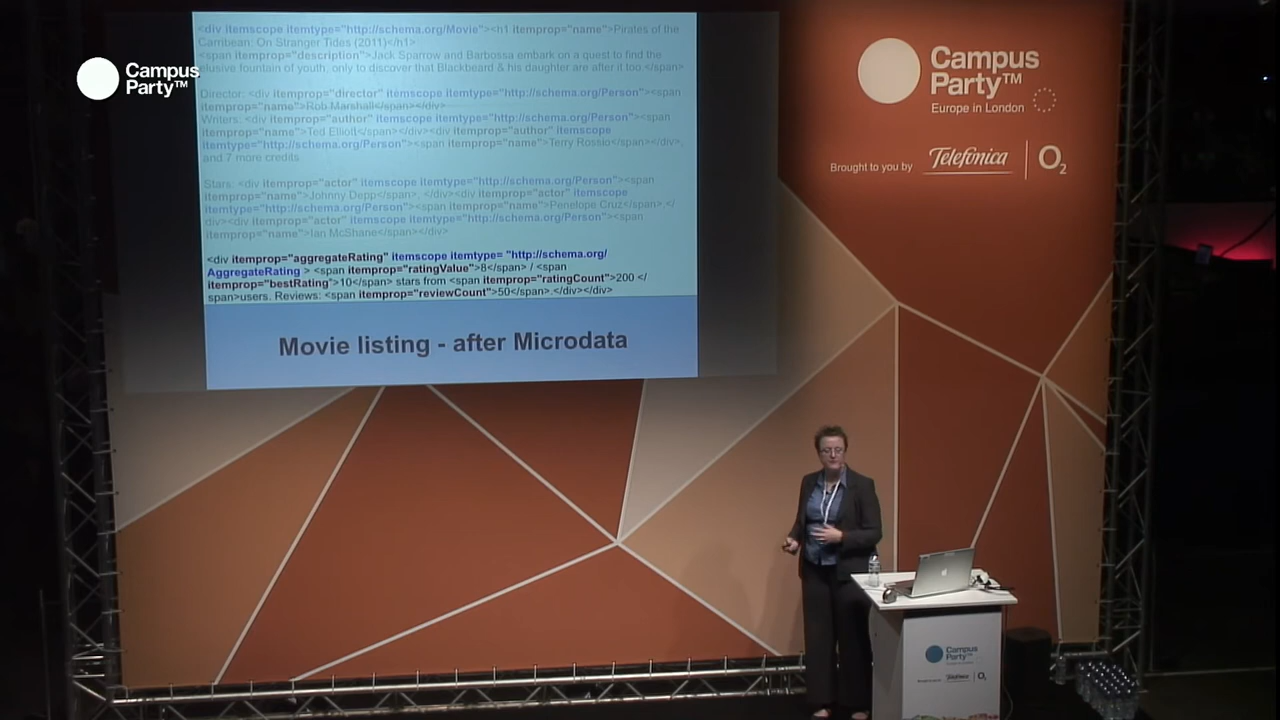 <div itemscope itemtype="http://schema.org/Movie"><h1 itemprop="name">Pirates of the
Carribean: On Stranger Tides (2011)</h1>
<span itemprop="description">Jack Sparrow and Barbossa embark on a quest to find the
elusive fountain of youth, only to discover that Blackbeard & his daughter are after it too.</span>
Director: <div itemprop="director" itemscope itemtype="http://schema.org/Person"><span
itemprop="name">Rob Marshall</span></div>
Writers: <div itemprop="author" itemscope itemtype="http://schema.org/Person"><span
itemprop="name">Ted Elliott</span></div><div itemprop="author" itemscope
itemtype="http://schema.org/Person"><span itemprop="name">Terry Rossio</span></div>,
and 7 more credits
Stars: <div itemprop="actor" itemscope itemtype="http://schema.org/Person"><span
itemprop="name">Johnny Depp</span>, </div><div itemprop="actor" itemscope
itemtype="http://schema.org/Person"><span itemprop="name">Penelope Cruz</span>,</
div><div itemprop="actor" itemscope itemtype="http://schema.org/Person"><span
itemprop="name">Ian McShane</span></div>
<div itemprop="aggregateRating" itemscope itemtype= "http://schema.org/
AggregateRating > <span itemprop="ratingValue">8</span> / <span
itemprop="bestRating">10</span> stars from <span itemprop="ratingCount">200 </
span>users. Reviews: <span itemprop="reviewCount">50</span>.</div></div>
Movie listing - after Microdata
Campus
Party™
Campus
Party™
Europe in London
Brought to you by Telefónica O2
Campus
Party™
Telefónica O2